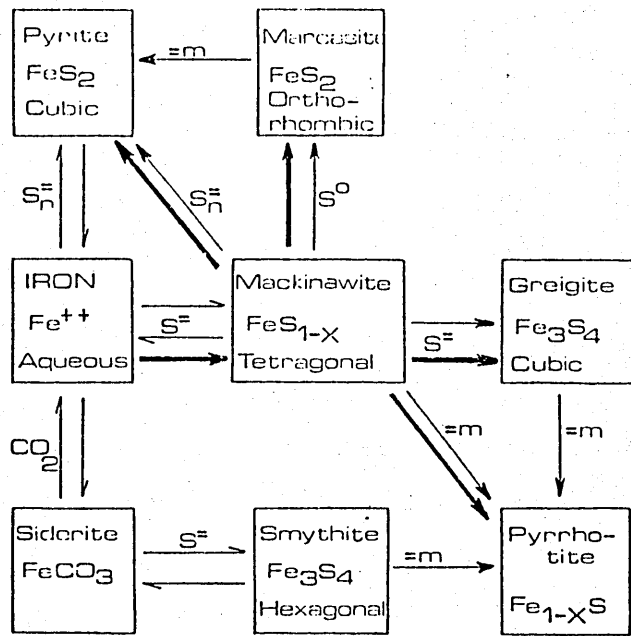 Pyrite
FeS2
Cubic
=m
Marcasite
FeS2
Ortho-
rhombic
S=n
S=n
S0
IRON
Fe++
Aqueous
S=
Mackinawite
FeS1-X
Tetragonal
S=
Greigite
Fe3S4
Cubic
CO2
=m
=m
Siderite
FeCO3
S=
Smythite
Fe3S4
Hexagonal
=m
Pyrrho-
tite
Fe1-XS